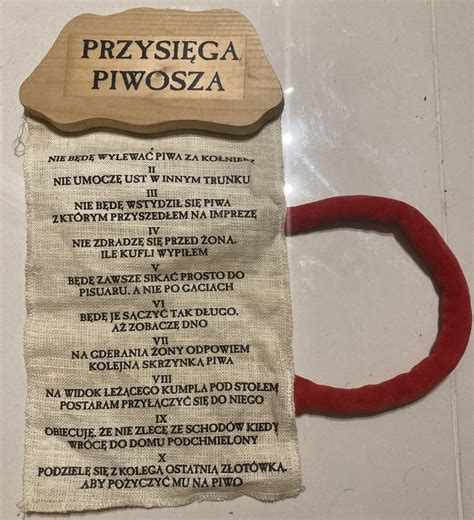 PRZYSIĘGA
PIWOSZA
I
NIE BĘDĘ WYLEWAĆ PIWA ZA KOŁNIERZ
II
NIE UMOCZĘ UST W INNYM TRUNKU
III
NIE BĘDĘ WSTYDZIŁ SIĘ PIWA
Z KTÓRYM PRZYSZEDŁEM NA IMPREZĘ
IV
NIE ZDRADZĘ SIĘ PRZED ŻONĄ,
ILE KUFLI WYPIŁEM
V
BĘDĘ ZAWSZE SIKAĆ PROSTO DO
PISUARU, A NIE PO GACIACH
VI
BĘDĘ JE SĄCZYĆ TAK DŁUGO,
AŻ ZOBACZĘ DNO
VII
NA GDERANIA ŻONY ODPOWIEM
KOLEJNĄ SKRZYNKĄ PIWA
VIII
NA WIDOK LEŻĄCEGO KUMPLA POD STOŁEM
POSTARAM PRZYŁĄCZYĆ SIĘ DO NIEGO
IX
OBIECUJĘ, ŻE NIE ZLECĘ ZE SCHODÓW KIEDY
WRÓCĘ DO DOMU PODCHMIELONY
X
PODZIELĘ SIĘ Z KOLEGĄ OSTATNIĄ ZŁOTÓWKĄ,
ABY POŻYCZYĆ MU NA PIWO